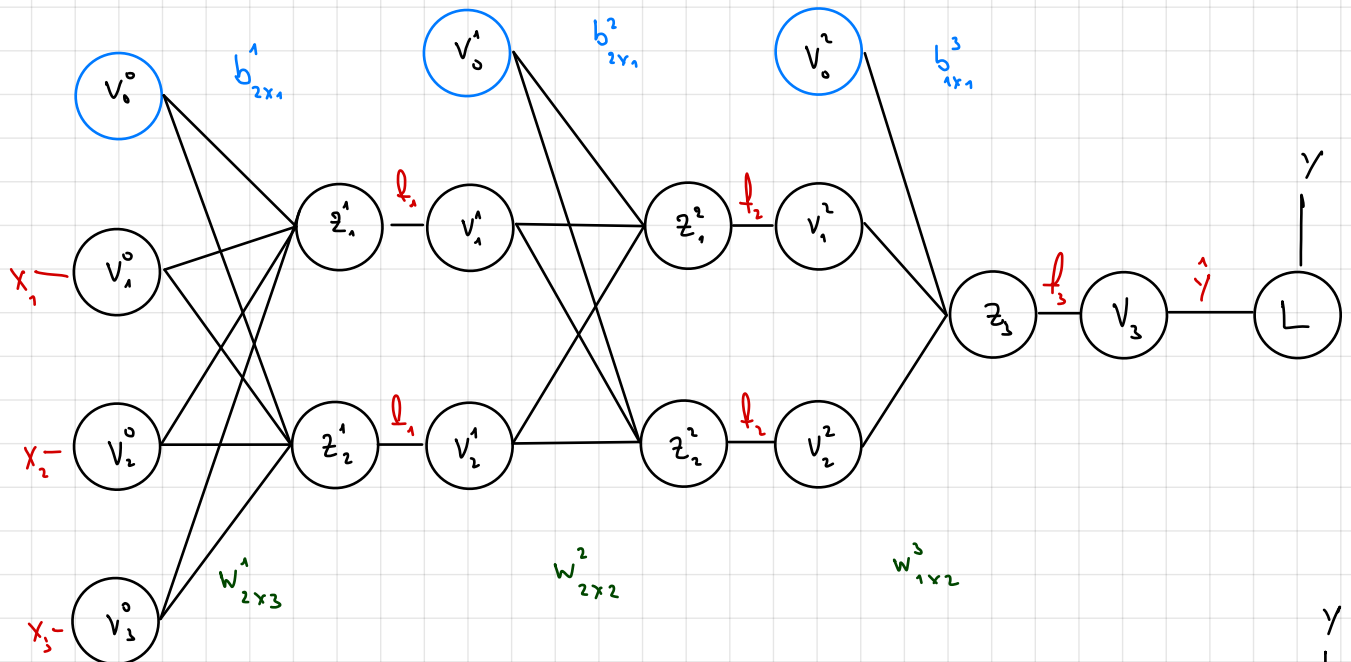 V₀⁰
b¹₂ₓ₁
V₀¹
b²₂ₓ₁
V₀²
b³₁ₓ₁
x₁
V₁⁰
Z₁¹
f₁
V₁¹
Z₁²
f₂
V₁²
Z₃
f₃
V₃
ŷ
L
y
x₂
V₂⁰
Z₂¹
f₁
V₂¹
Z₂²
f₂
V₂²
x₃
V₃⁰
W¹₂ₓ₃
W²₂ₓ₂
W³₁ₓ₂
y